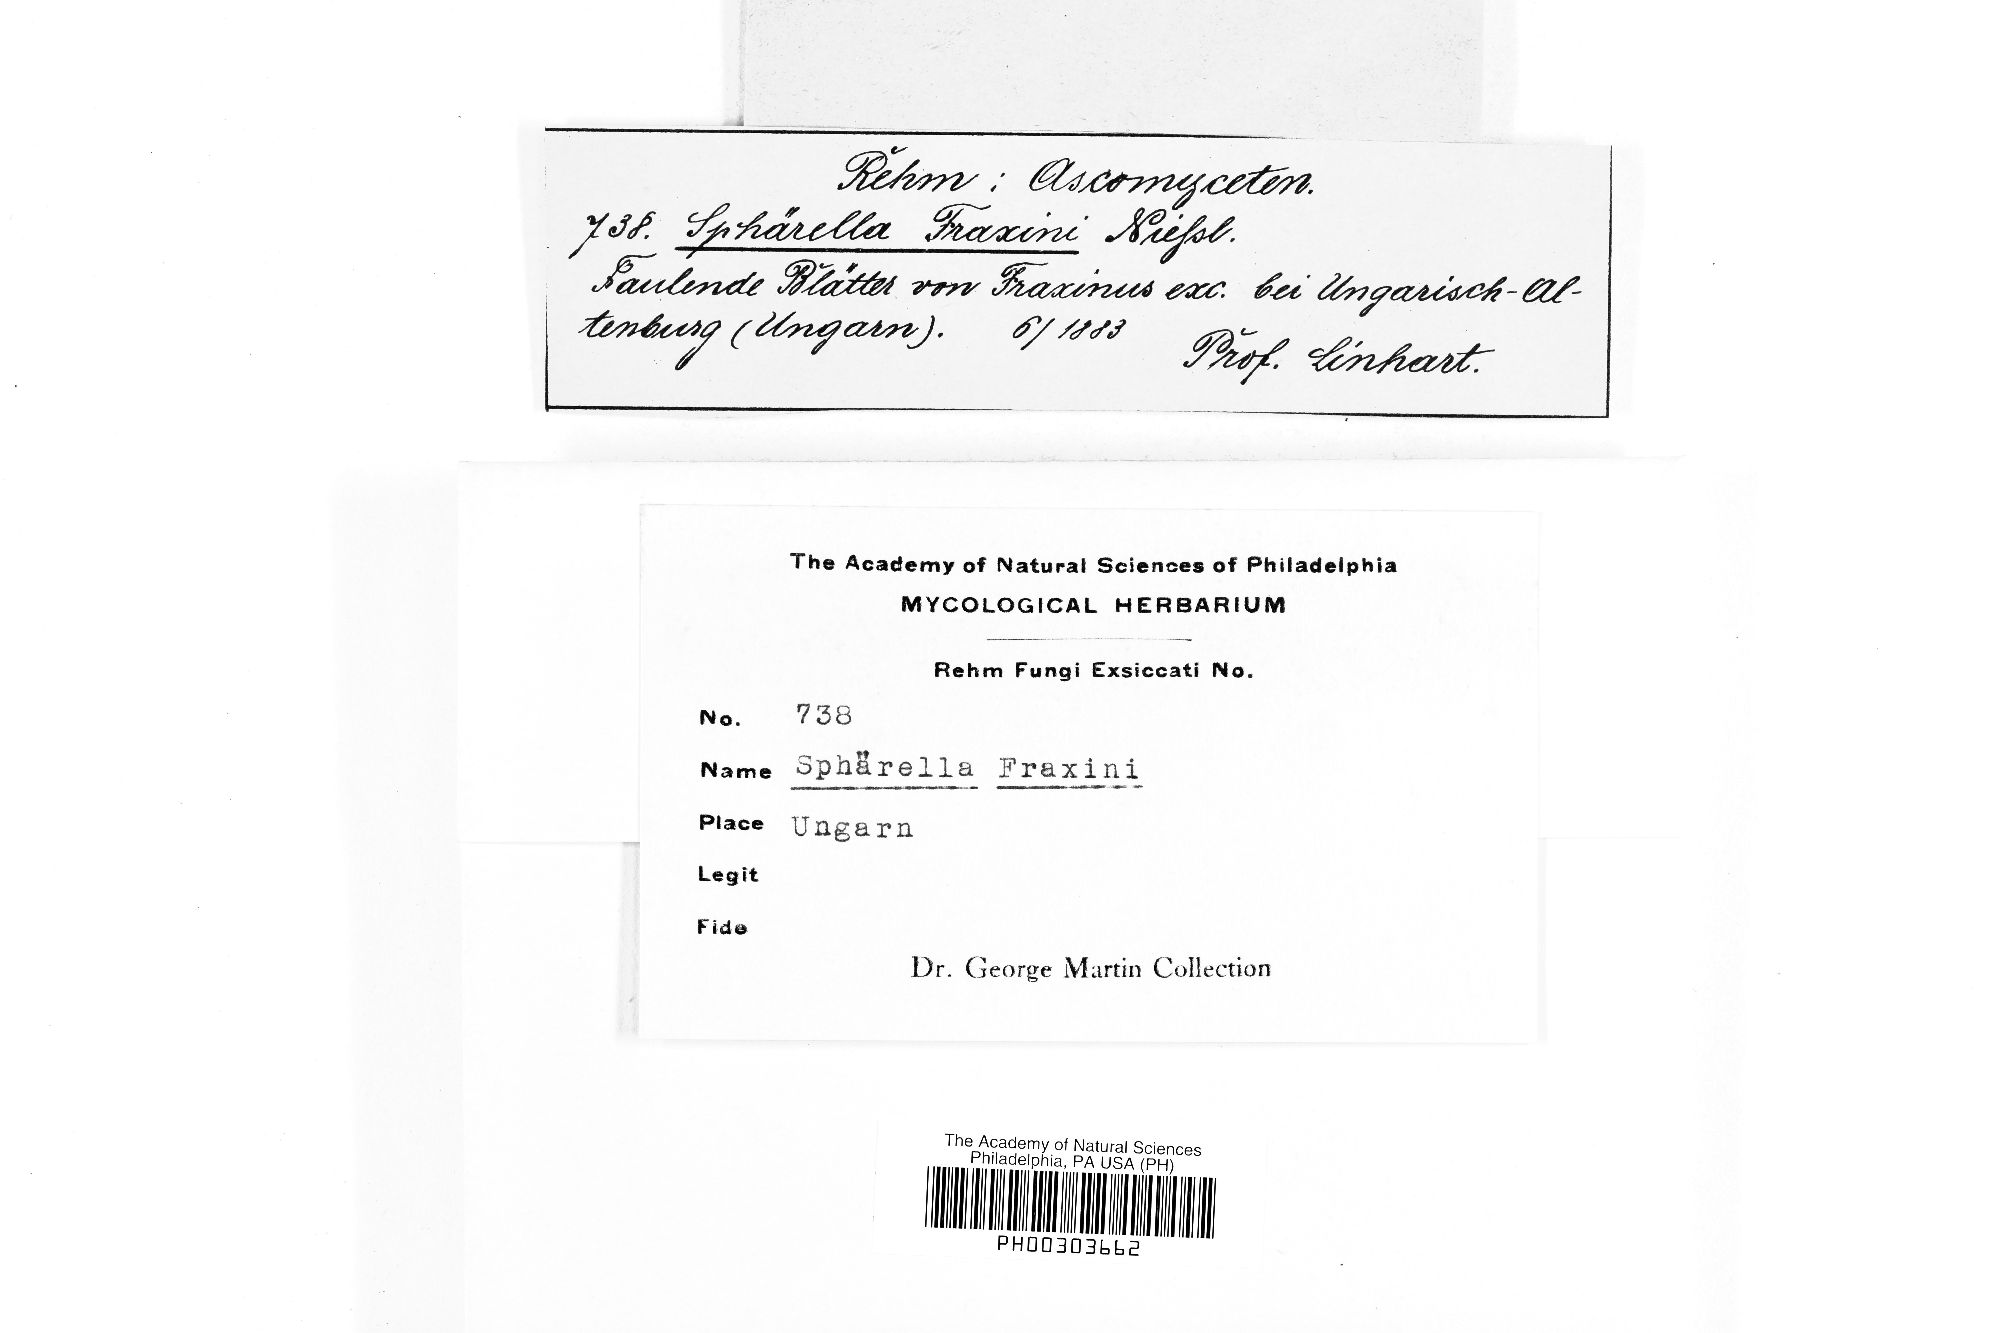 Rehm : Ascomyceten.
738. Sphärella Fraxini Nießl.
Faulende Blätter von Fraxinus exc. bei Ungarisch-Al-
tenburg (Ungarn). 6/1883
Prof. Linhart.
The Academy of Natural Sciences of Philadelphia
MYCOLOGICAL HERBARIUM
Rehm Fungi Exsiccati No.
No. 738
Name Sphärella Fraxini
Place Ungarn
Legit
Fide
Dr. George Martin Collection
The Academy of Natural Sciences
Philadelphia, PA USA (PH)
PH00303662